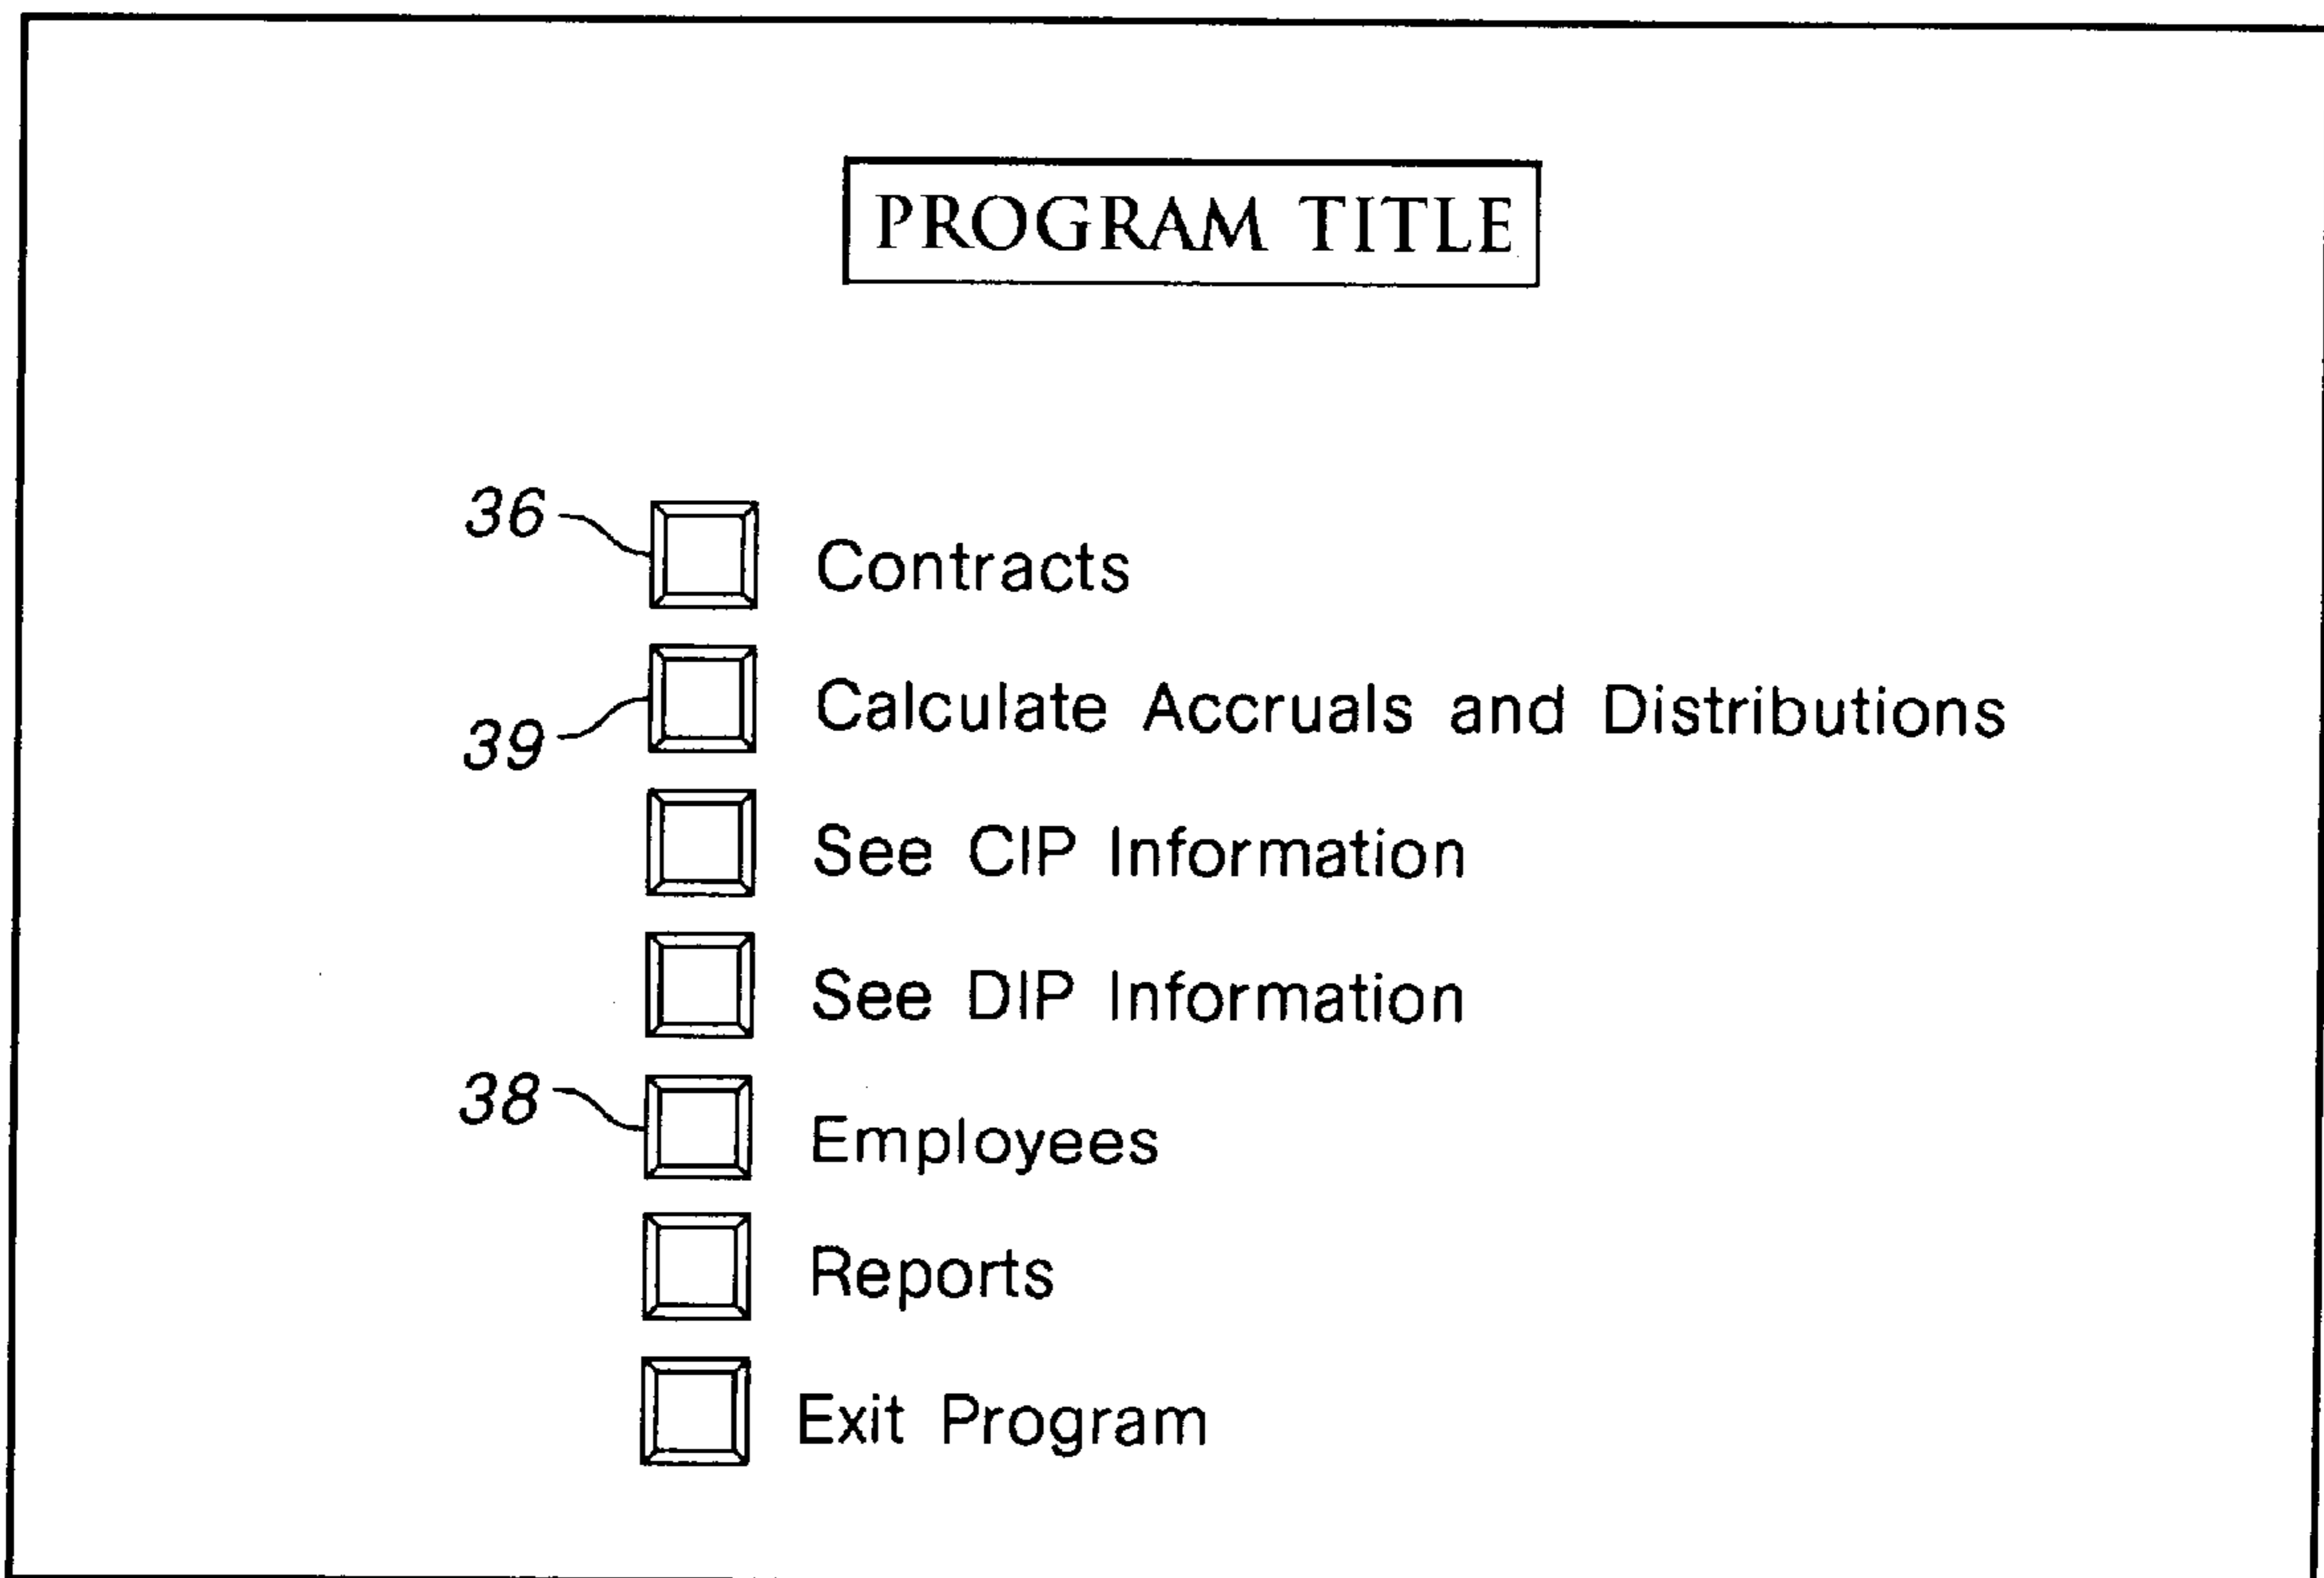 PROGRAM TITLE
36 Contracts
39 Calculate Accruals and Distributions
See CIP Information
See DIP Information
38 Employees
Reports
Exit Program